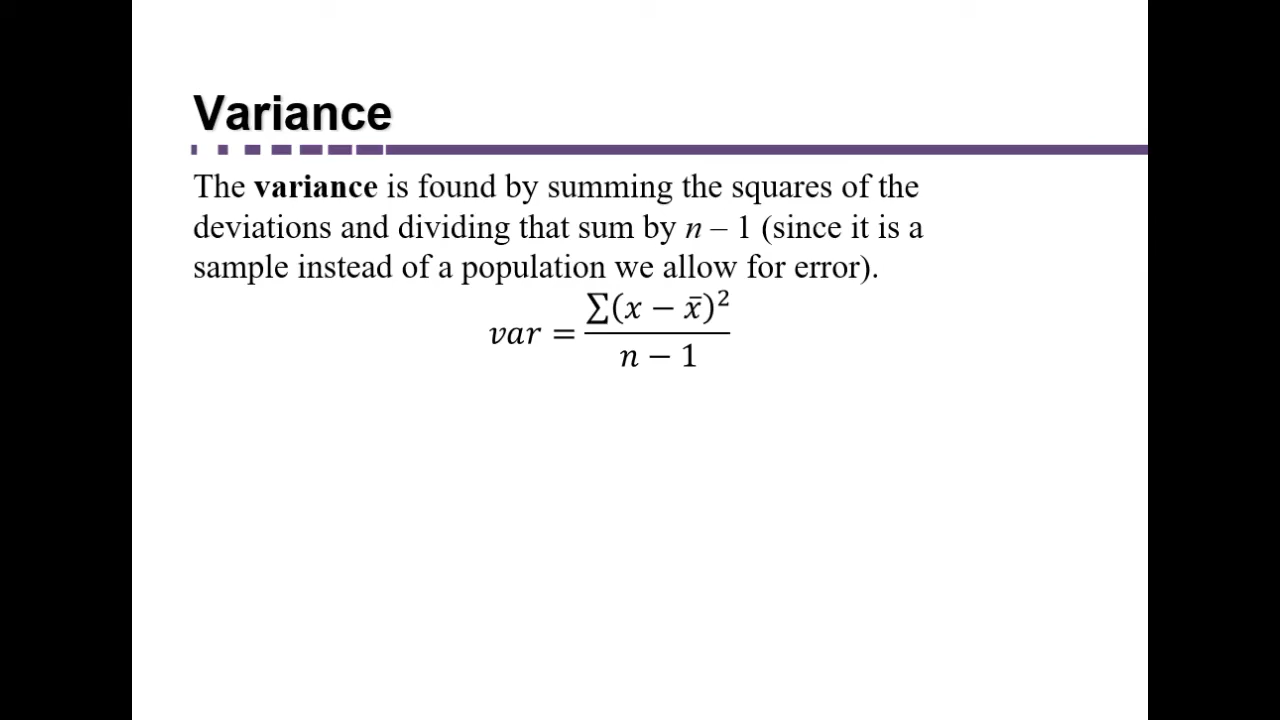 Variance
The variance is found by summing the squares of the
deviations and dividing that sum by n – 1 (since it is a
sample instead of a population we allow for error).
var = ∑(x − x̄)² / n − 1